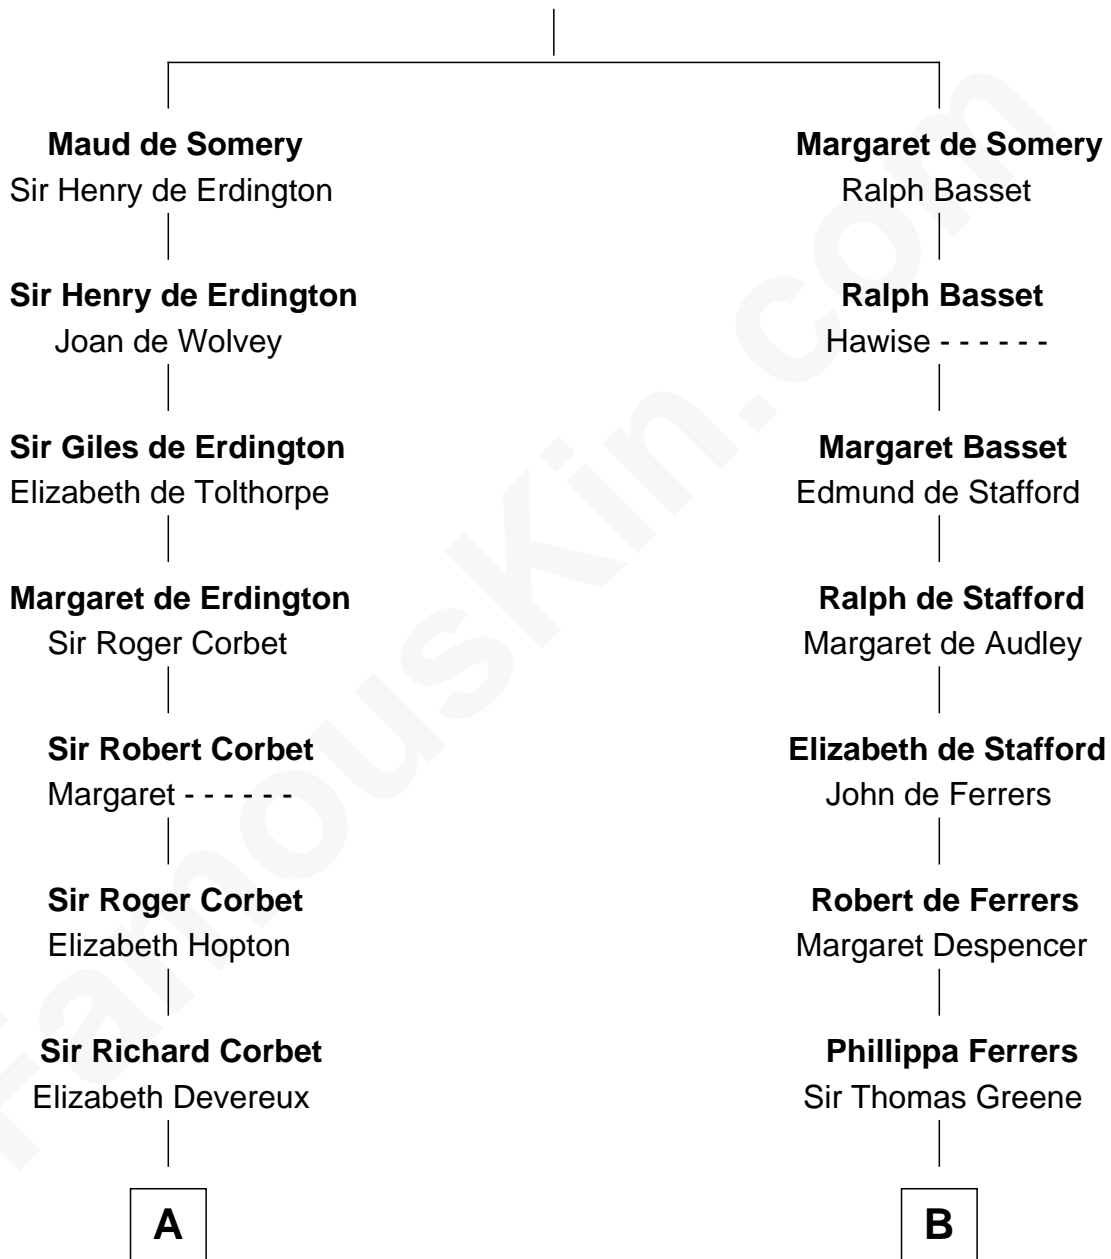 Maud de Somery
Sir Henry de Erdington
Sir Henry de Erdington
Joan de Wolvey
Sir Giles de Erdington
Elizabeth de Tolthorpe
Margaret de Erdington
Sir Roger Corbet
Sir Robert Corbet
Margaret - - - - - -
Sir Roger Corbet
Elizabeth Hopton
Sir Richard Corbet
Elizabeth Devereux
A
Margaret de Somery
Ralph Basset
Ralph Basset
Hawise - - - - - -
Margaret Basset
Edmund de Stafford
Ralph de Stafford
Margaret de Audley
Elizabeth de Stafford
John de Ferrers
Robert de Ferrers
Margaret Despencer
Phillippa Ferrers
Sir Thomas Greene
B
FamousKin.com